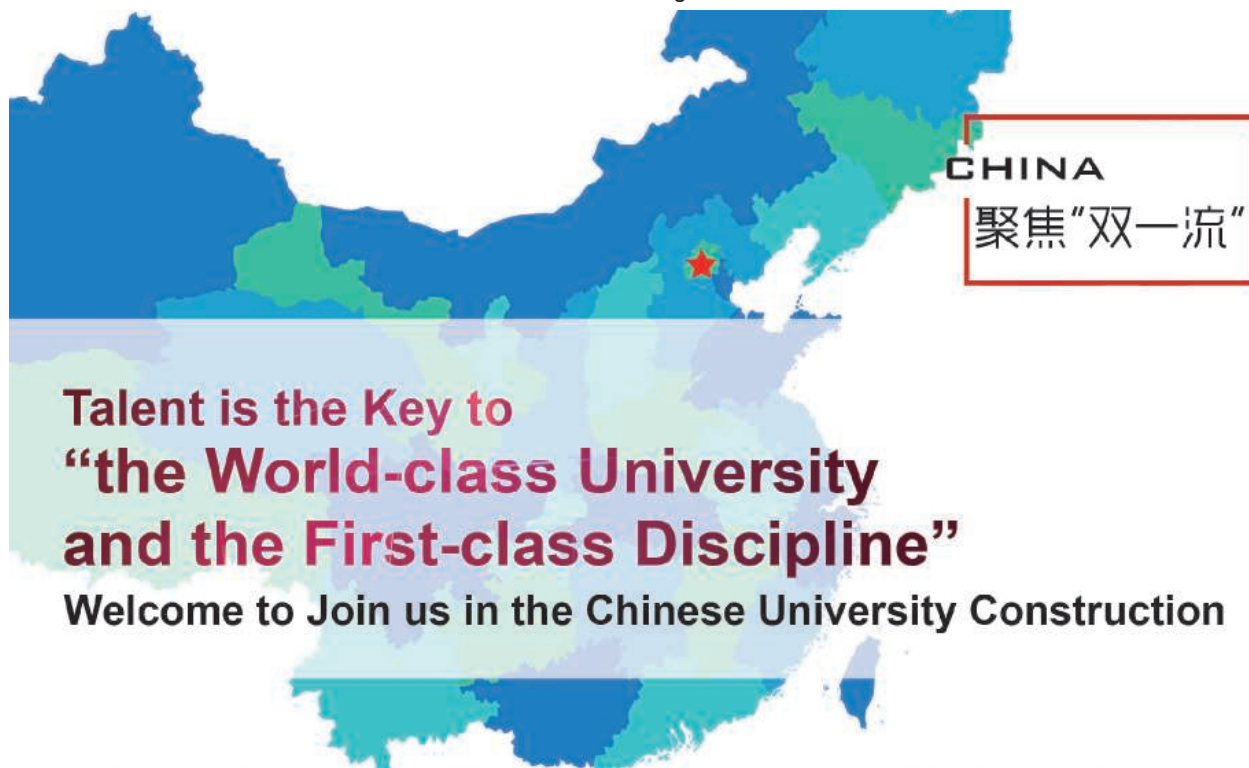 CHINA
聚焦"双一流"
Talent is the Key to
“the World-class University
and the First-class Discipline”
Welcome to Join us in the Chinese University Construction